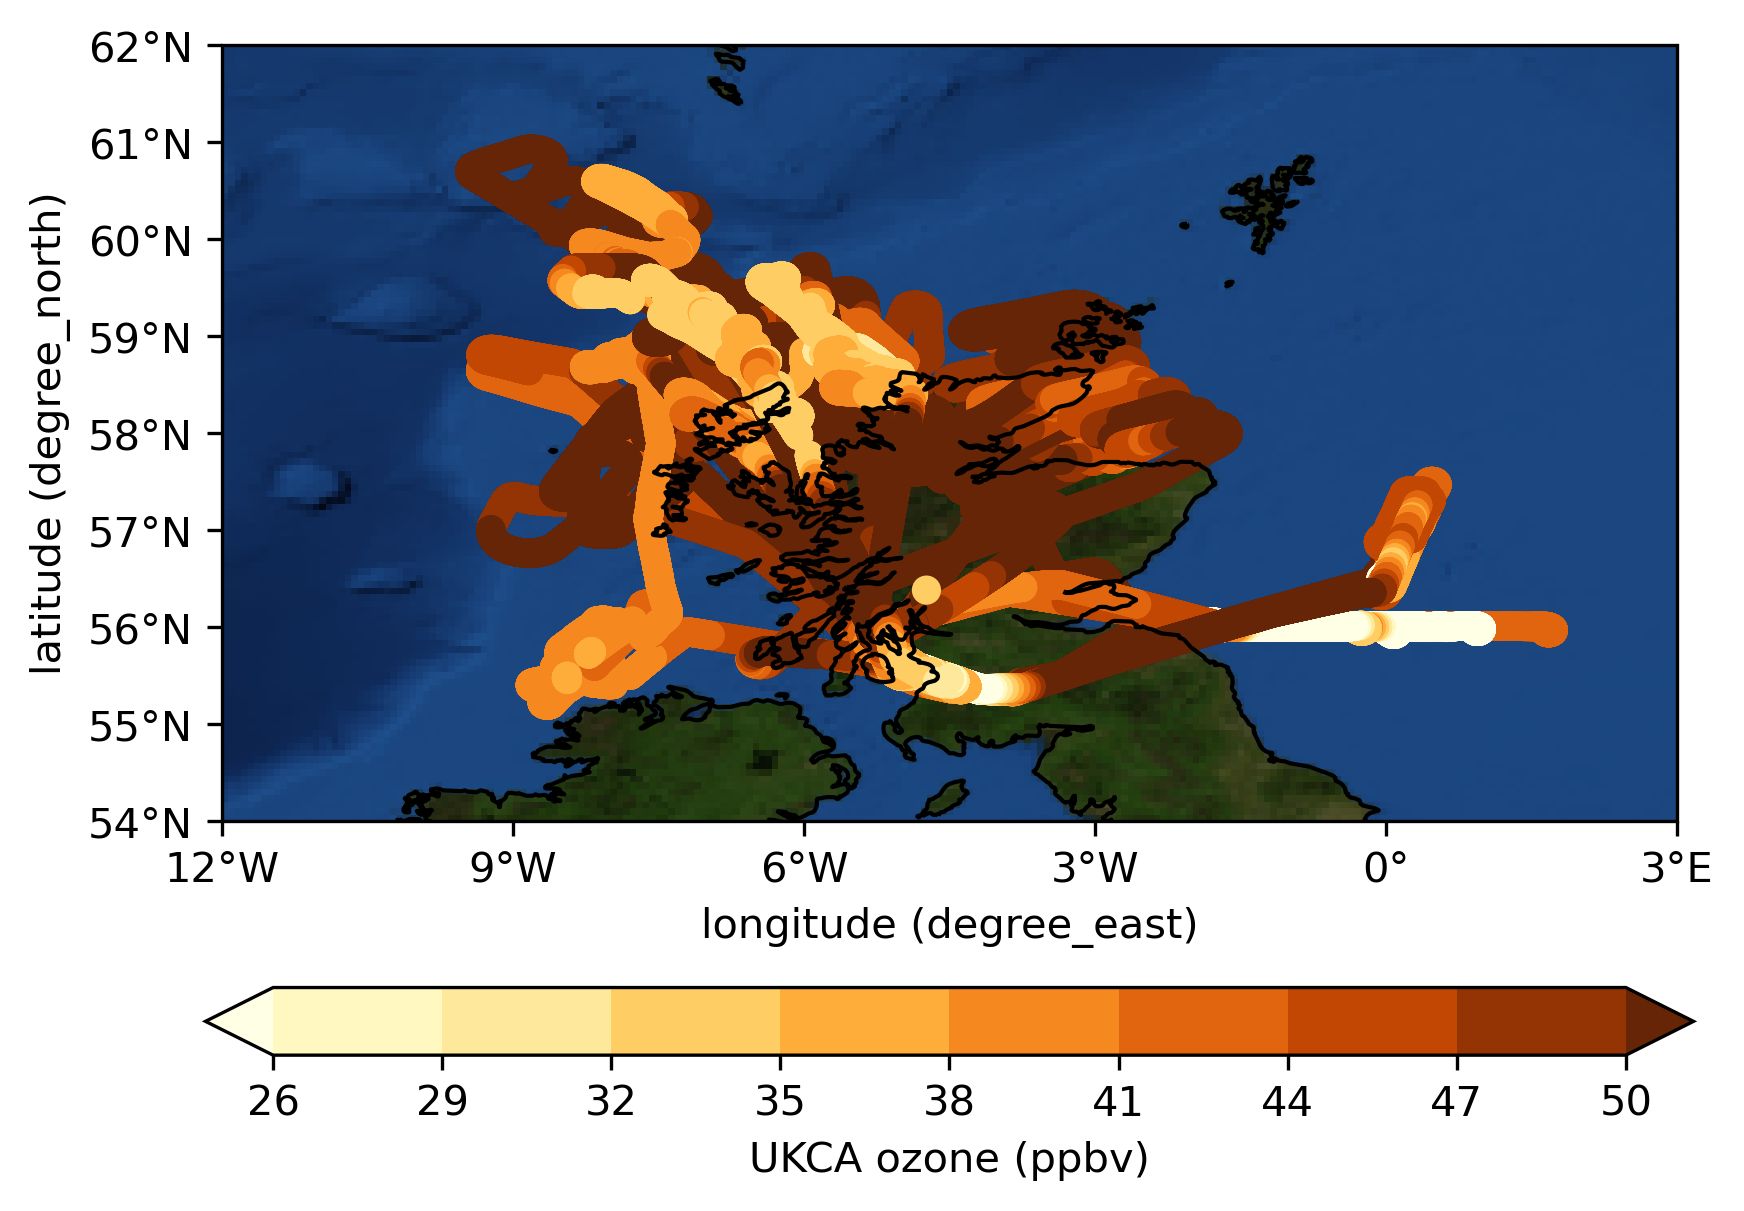 62°N
61°N
60°N
59°N
58°N
57°N
56°N
55°N
54°N
latitude (degree_north)
12°W 9°W 6°W 3°W 0° 3°E
longitude (degree_east)
26 29 32 35 38 41 44 47 50
UKCA ozone (ppbv)